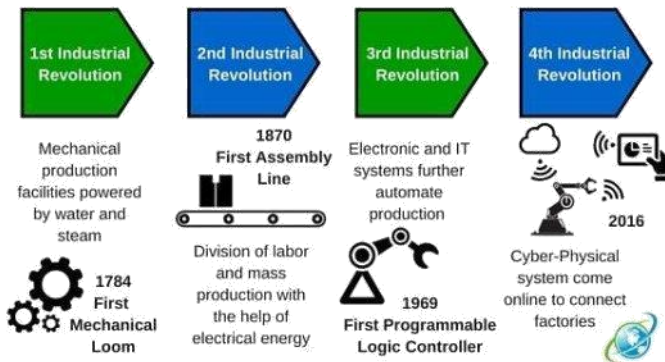 1st Industrial
Revolution
Mechanical
production
facilities powered
by water and
steam
1784
First
Mechanical
Loom
2nd Industrial
Revolution
1870
First Assembly
Line
Division of labor
and mass
production with
the help of
electrical energy
3rd Industrial
Revolution
Electronic and IT
systems further
automate
production
1969
First Programmable
Logic Controller
4th Industrial
Revolution
2016
Cyber-Physical
system come
online to connect
factories